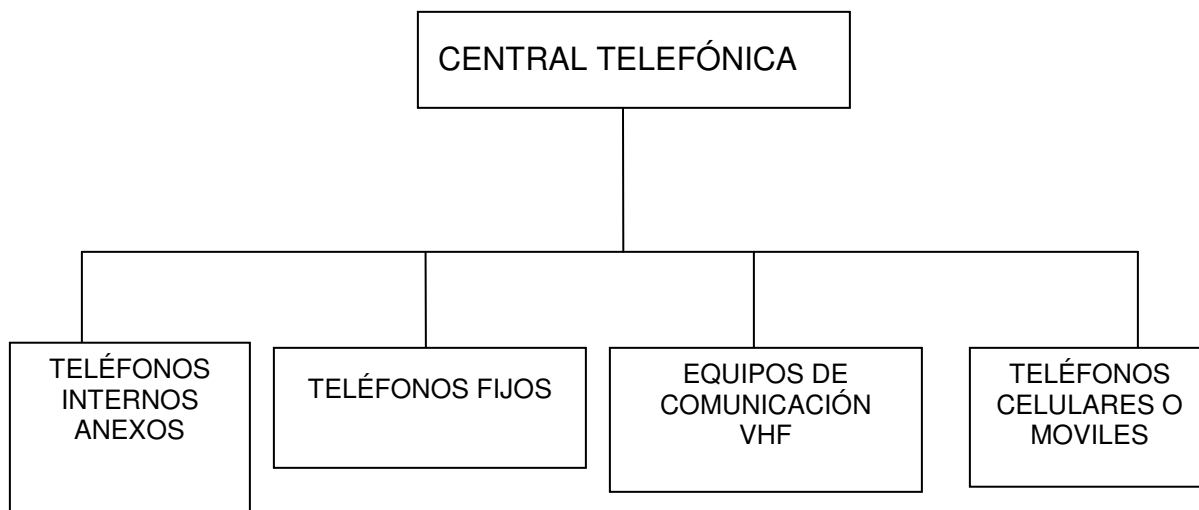 CENTRAL TELEFÓNICA
TELÉFONOS
INTERNOS
ANEXOS
TELÉFONOS FIJOS
EQUIPOS DE
COMUNICACIÓN
VHF
TELÉFONOS
CELULARES O
MOVILES